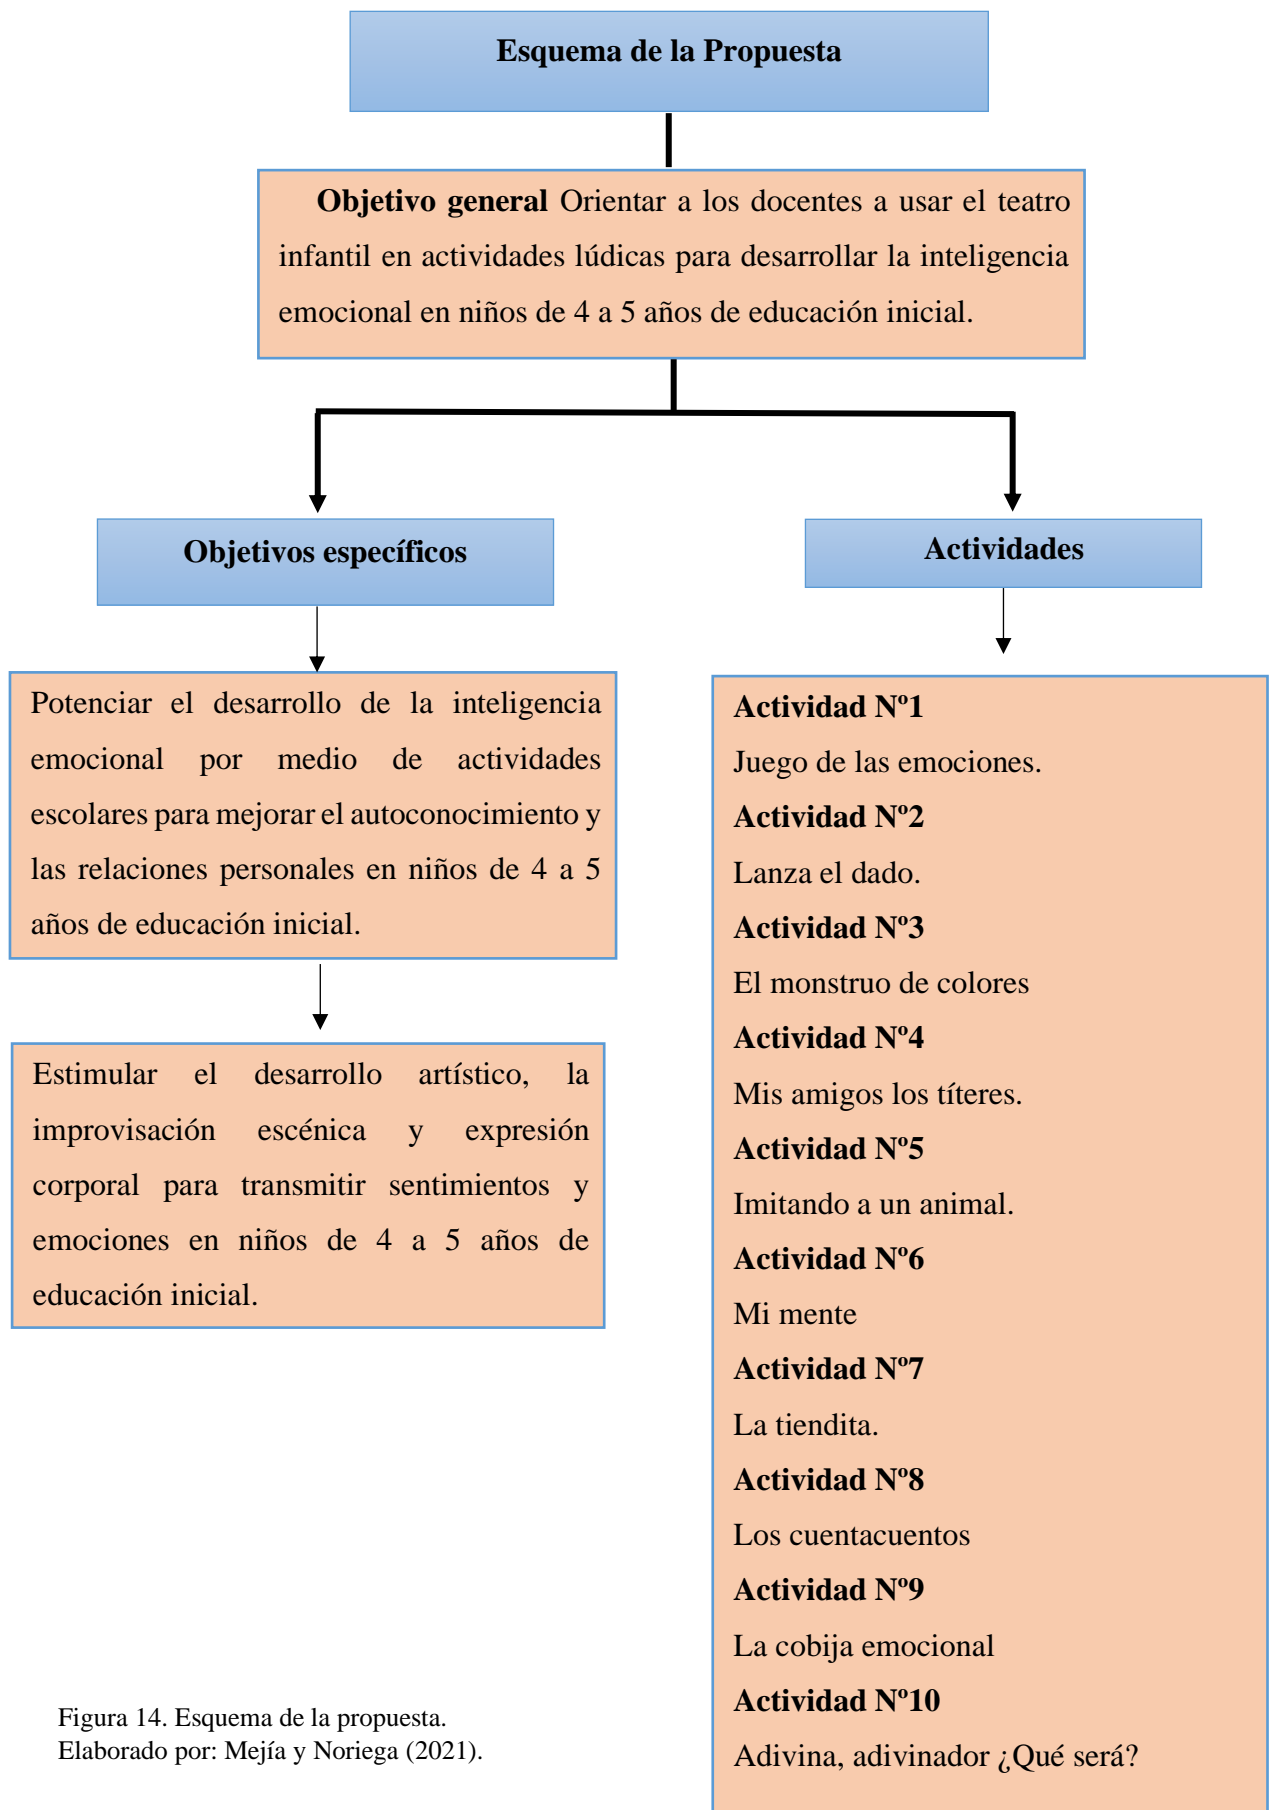 Esquema de la Propuesta
Objetivo general Orientar a los docentes a usar el teatro
infantil en actividades lúdicas para desarrollar la inteligencia
emocional en niños de 4 a 5 años de educación inicial.
Objetivos específicos
Potenciar el desarrollo de la inteligencia
emocional por medio de actividades
escolares para mejorar el autoconocimiento y
las relaciones personales en niños de 4 a 5
años de educación inicial.
Estimular el desarrollo artístico, la
improvisación escénica y expresión
corporal para transmitir sentimientos y
emociones en niños de 4 a 5 años de
educación inicial.
Actividades
Actividad Nº1
Juego de las emociones.
Actividad Nº2
Lanza el dado.
Actividad Nº3
El monstruo de colores
Actividad Nº4
Mis amigos los títeres.
Actividad Nº5
Imitando a un animal.
Actividad Nº6
Mi mente
Actividad Nº7
La tiendita.
Actividad Nº8
Los cuentacuentos
Actividad Nº9
La cobija emocional
Actividad Nº10
Adivina, adivinador ¿Qué será?
Figura 14. Esquema de la propuesta.
Elaborado por: Mejía y Noriega (2021).